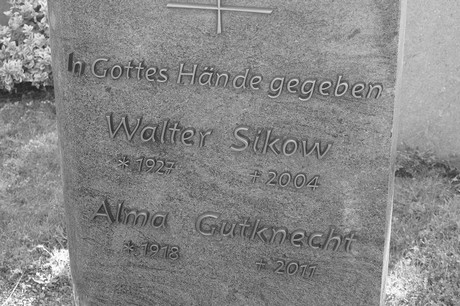 In Gottes Hände gegeben
Walter Sikow
* 1927 + 2004
Alma Gutknecht
* 1918 + 2011